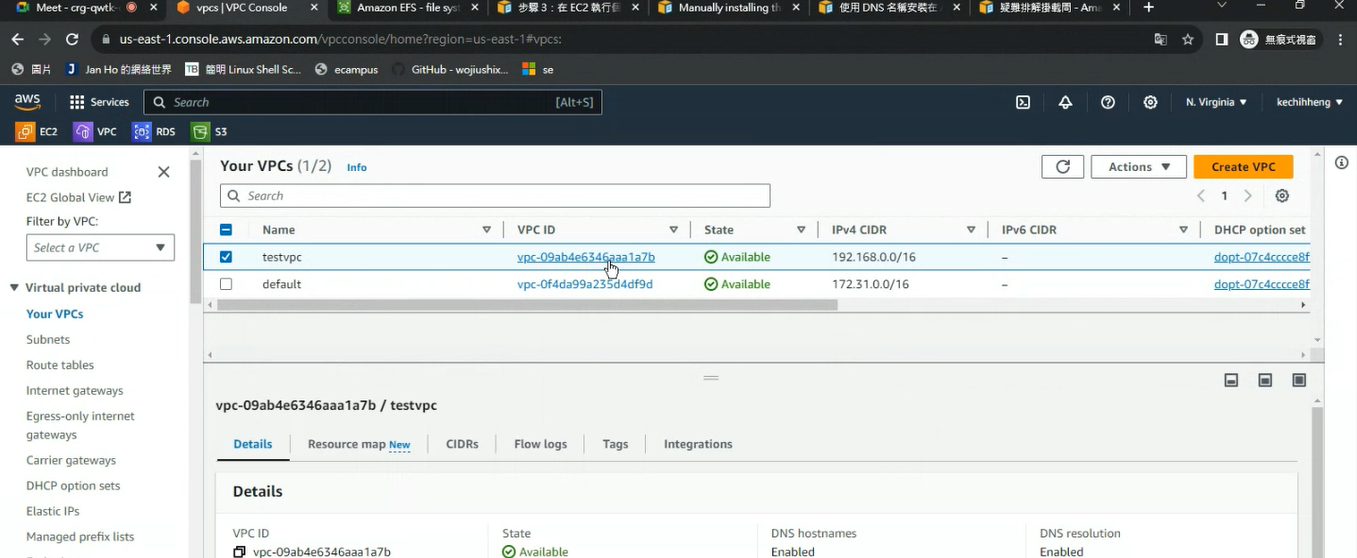 Meet - crg-qwtk-
vpcs | VPC Console
Amazon EFS - file syst
步驟 3：在 EC2 執行個
Manually installing th
使用 DNS 名稱安裝在
疑難排解掛載問 - Am
us-east-1.console.aws.amazon.com/vpcconsole/home?region=us-east-1#vpcs:
無痕式視窗
圖片
Jan Ho 的網絡世界
TB 簡明 Linux Shell Sc...
ecampus
GitHub - wojiushix...
se
aws
Services
Search
[Alt+S]
N. Virginia
kechihheng
EC2
VPC
RDS
S3
VPC dashboard
EC2 Global View
Filter by VPC:
Select a VPC
Virtual private cloud
Your VPCs
Subnets
Route tables
Internet gateways
Egress-only internet
gateways
Carrier gateways
DHCP option sets
Elastic IPs
Managed prefix lists
Your VPCs (1/2) Info
Actions
Create VPC
Search
1
Name VPC ID State IPv4 CIDR IPv6 CIDR DHCP option set
testvpc vpc-09ab4e6346aaa1a7b Available 192.168.0.0/16 – dopt-07c4cccce8f
default vpc-0f4da99a235d4df9d Available 172.31.0.0/16 – dopt-07c4cccce8f
vpc-09ab4e6346aaa1a7b / testvpc
Details Resource map New CIDRs Flow logs Tags Integrations
Details
VPC ID State DNS hostnames DNS resolution
vpc-09ab4e6346aaa1a7b Available Enabled Enabled